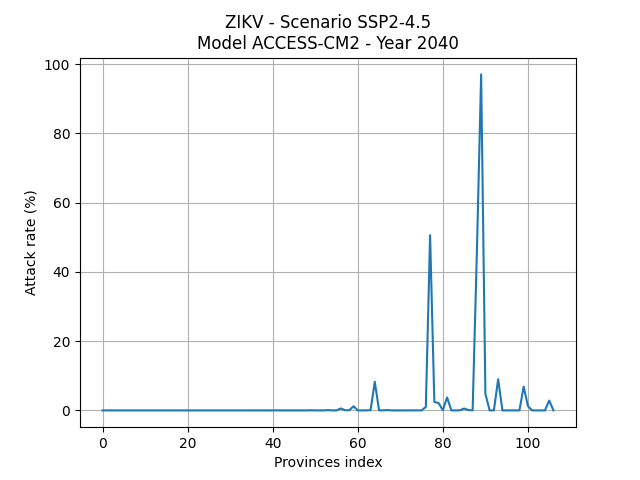 ZIKV - Scenario SSP2-4.5
Model ACCESS-CM2 - Year 2040
100
80
60
40
20
0
Attack rate (%)
0 20 40 60 80 100
Provinces index